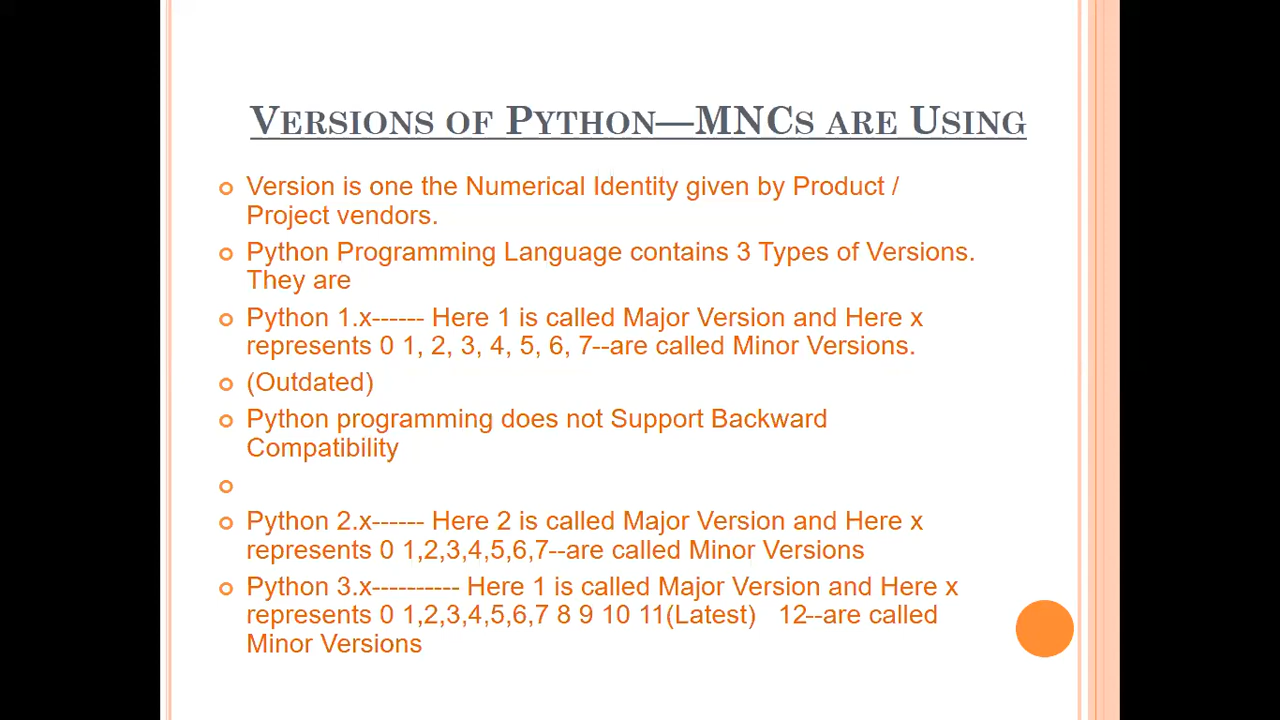 Versions of Python—MNCs are Using
Version is one the Numerical Identity given by Product /
Project vendors.
Python Programming Language contains 3 Types of Versions.
They are
Python 1.x------ Here 1 is called Major Version and Here x
represents 0 1, 2, 3, 4, 5, 6, 7--are called Minor Versions.
(Outdated)
Python programming does not Support Backward
Compatibility
Python 2.x------ Here 2 is called Major Version and Here x
represents 0 1,2,3,4,5,6,7--are called Minor Versions
Python 3.x---------- Here 1 is called Major Version and Here x
represents 0 1,2,3,4,5,6,7 8 9 10 11(Latest)   12--are called
Minor Versions